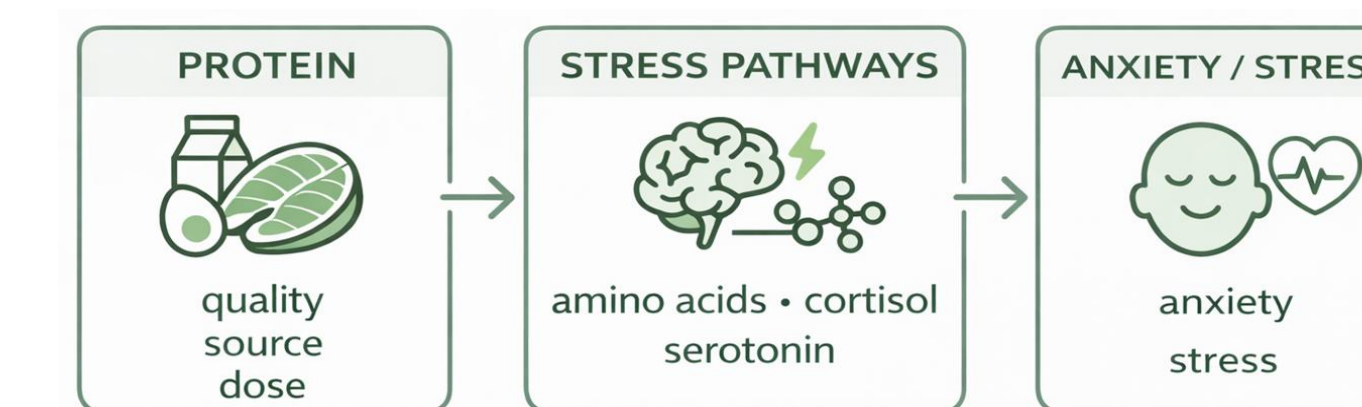 PROTEIN
quality
source
dose
STRESS PATHWAYS
amino acids • cortisol
serotonin
ANXIETY / STRES
anxiety
stress